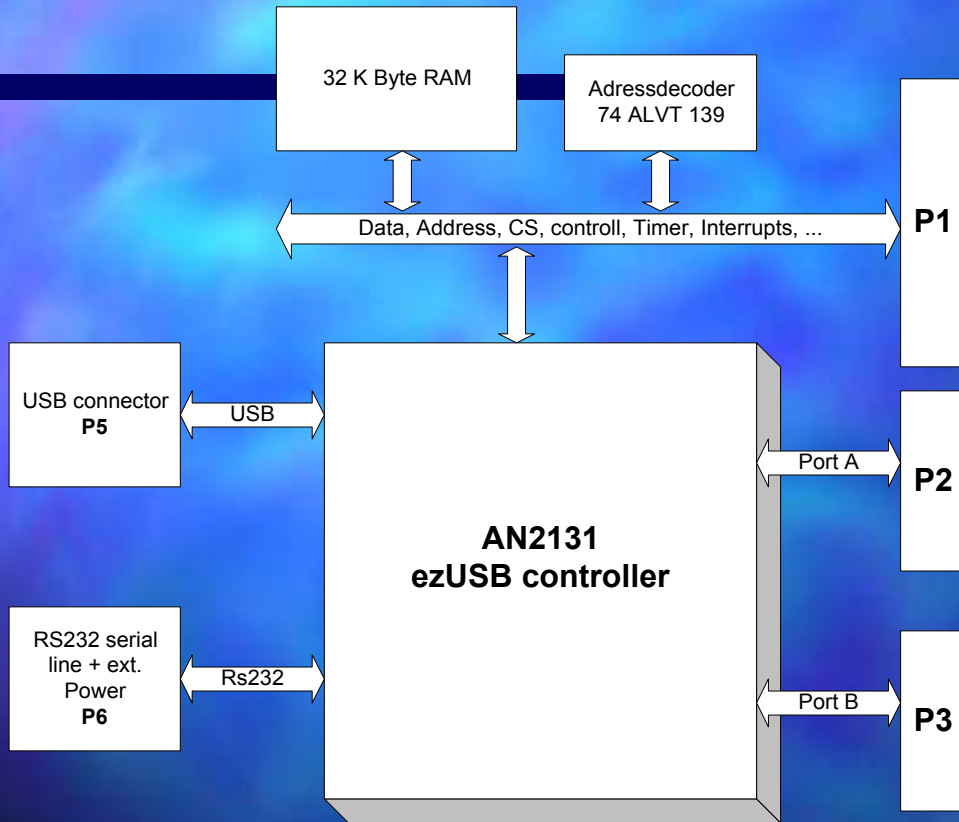 32 K Byte RAM
Adressdecoder
74 ALVT 139
P1
Data, Address, CS, controll, Timer, Interrupts, ...
USB connector
P5
USB
Port A
P2
AN2131
ezUSB controller
RS232 serial
line + ext.
Power
P6
Rs232
Port B
P3